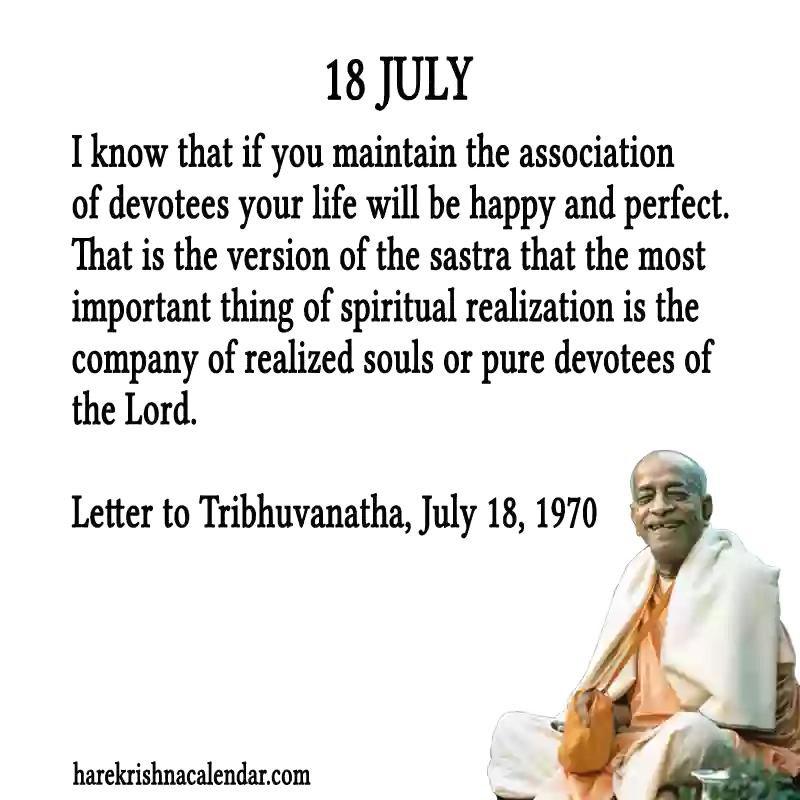 18 JULY
I know that if you maintain the association
of devotees your life will be happy and perfect.
That is the version of the sastra that the most
important thing of spiritual realization is the
company of realized souls or pure devotees of
the Lord.
Letter to Tribhuvanatha, July 18, 1970
harekrishnacalendar.com